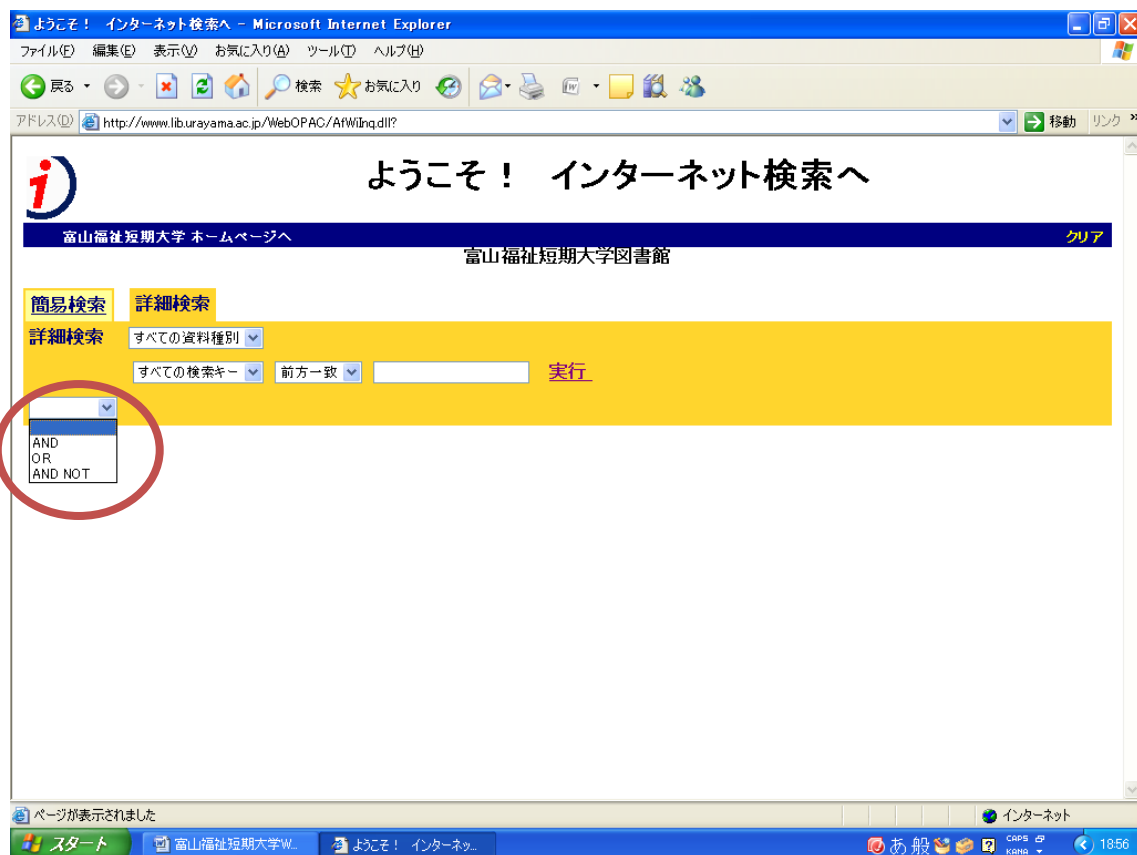 ようこそ！ インターネット検索へ - Microsoft Internet Explorer
ファイル(F) 編集(E) 表示(V) お気に入り(A) ツール(T) ヘルプ(H)
戻る 検索 お気に入り
アドレス(D) http://www.lib.urayama.ac.jp/WebOPAC/AfWiInq.dll? 移動 リンク »
i
ようこそ！ インターネット検索へ
富山福祉短期大学 ホームページへ クリア
富山福祉短期大学図書館
簡易検索 詳細検索
詳細検索 すべての資料種別
すべての検索キー 前方一致 実行
AND
OR
AND NOT
ページが表示されました インターネット
スタート 富山福祉短期大学W... ようこそ！ インターネッ... あ 般 CAPS KANA 18:56